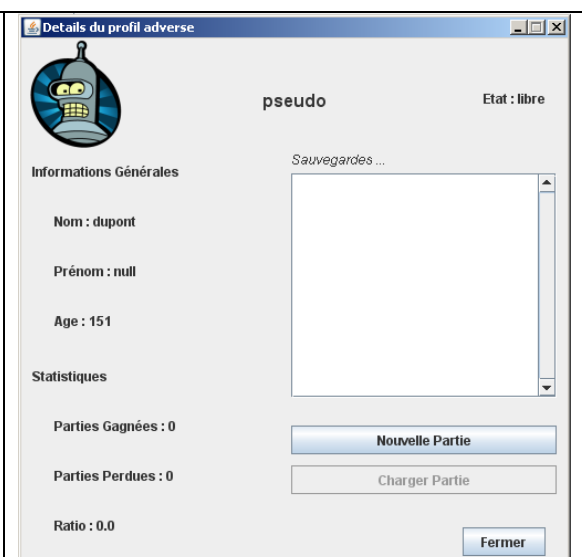 Details du profil adverse
pseudo
Etat : libre
Informations Générales
Nom : dupont
Prénom : null
Age : 151
Statistiques
Parties Gagnées : 0
Parties Perdues : 0
Ratio : 0.0
Sauvegardes ...
Nouvelle Partie
Charger Partie
Fermer